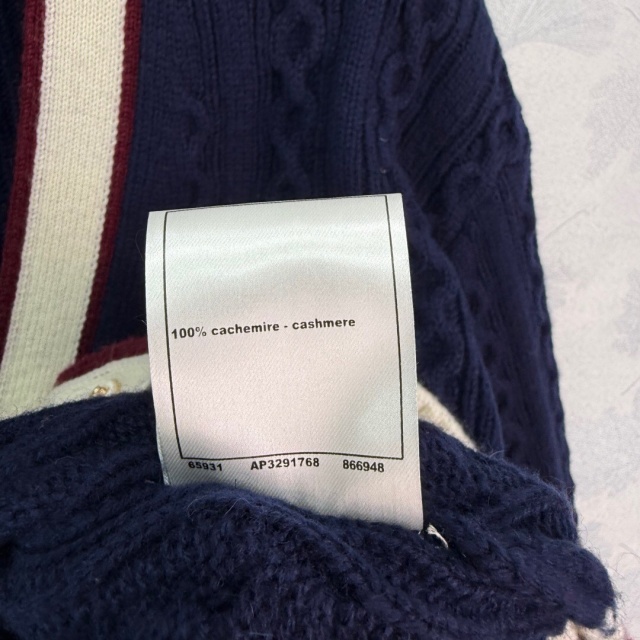 100% cachemire - cashmere
65931 AP3291768 866948